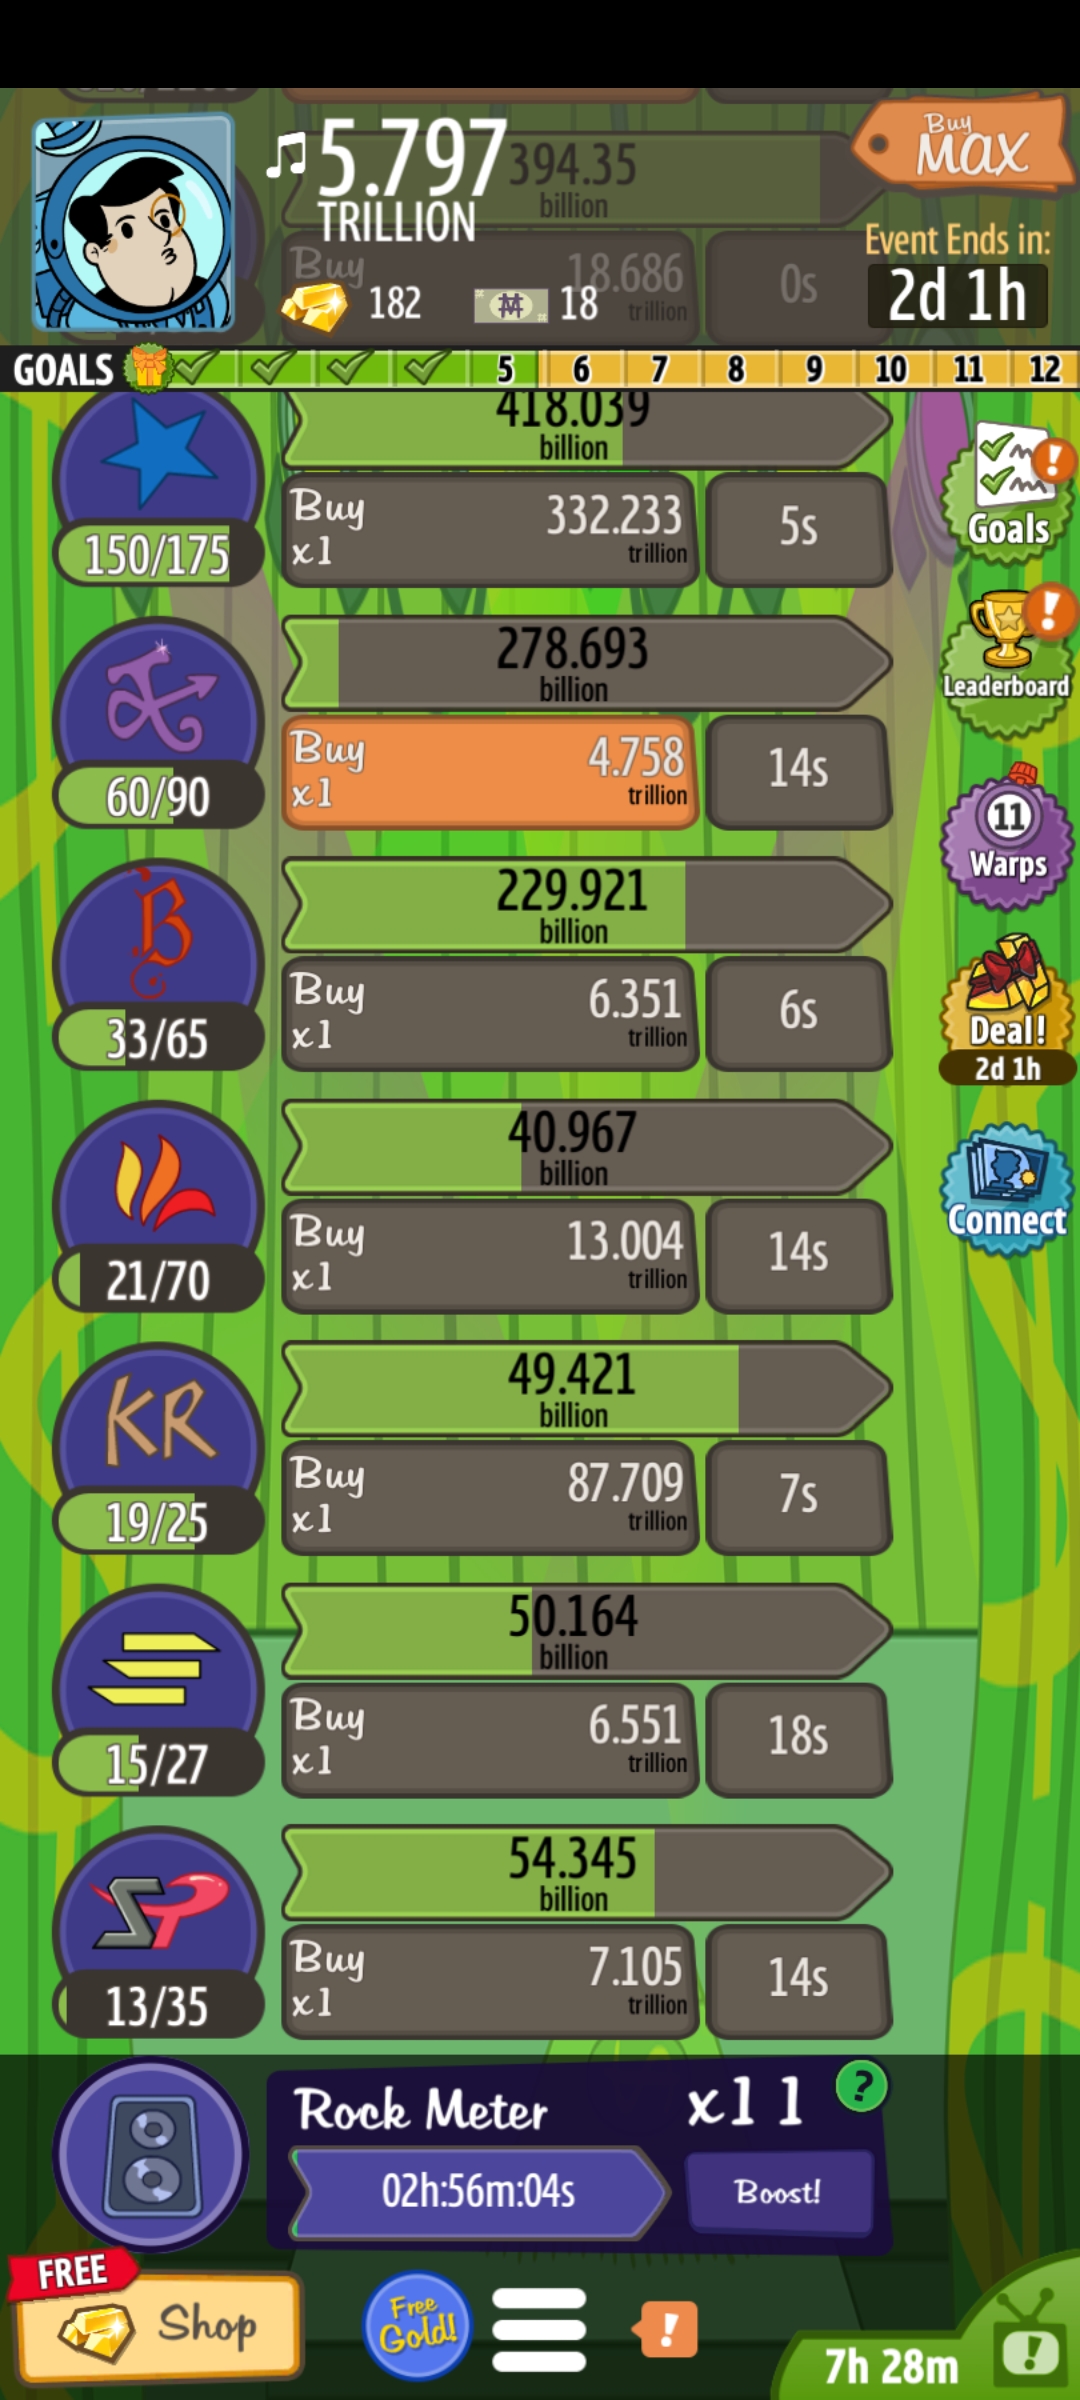 5.797
TRILLION
394.35
billion
Buy
MAX
Event Ends in:
2d 1h
Buy
18.686
trillion
0s
182
18
GOALS
5
6
7
8
9
10
11
12
418.039
billion
150/175
Buy
x1
332.233
trillion
5s
Goals
278.693
billion
60/90
Buy
x1
4.758
trillion
14s
Leaderboard
229.921
billion
33/65
Buy
x1
6.351
trillion
6s
11
Warps
Deal!
2d 1h
40.967
billion
21/70
Buy
x1
13.004
trillion
14s
Connect
KR
49.421
billion
19/25
Buy
x1
87.709
trillion
7s
50.164
billion
15/27
Buy
x1
6.551
trillion
18s
54.345
billion
13/35
Buy
x1
7.105
trillion
14s
Rock Meter
x11
?
02h:56m:04s
Boost!
FREE
Shop
Free
Gold!
!
7h 28m
!